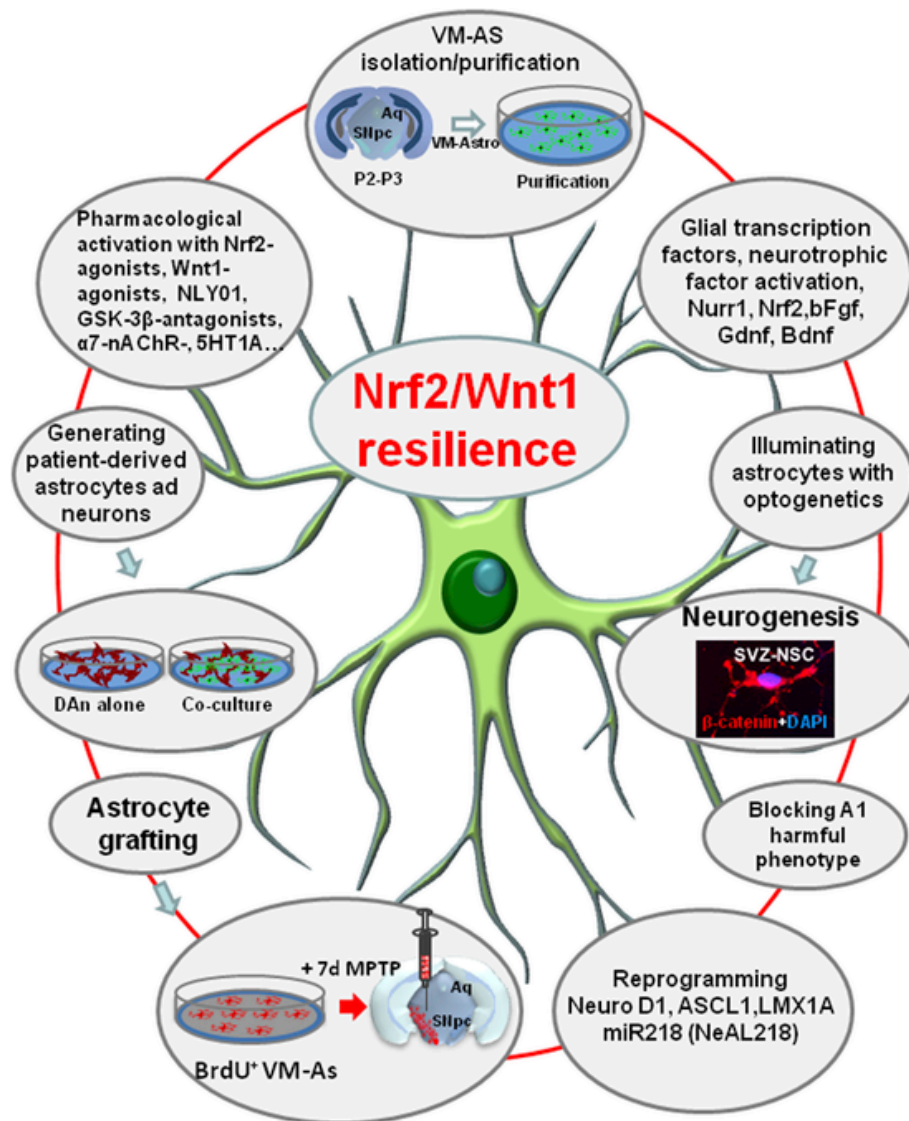 VM-AS
isolation/purification
Aq
SNpc
VM-Astro
P2-P3
Purification
Pharmacological
activation with Nrf2-
agonists, Wnt1-
agonists, NLY01,
GSK-3β-antagonists,
α7-nAChR-, 5HT1A...
Glial transcription
factors, neurotrophic
factor activation,
Nurr1, Nrf2,bFgf,
Gdnf, Bdnf
Nrf2/Wnt1
resilience
Generating
patient-derived
astrocytes ad
neurons
Illuminating
astrocytes with
optogenetics
DAn alone
Co-culture
Neurogenesis
SVZ-NSC
β-catenin+DAPI
Astrocyte
grafting
Blocking A1
harmful
phenotype
+ 7d MPTP
Aq
SNpc
BrdU⁺ VM-As
Reprogramming
Neuro D1, ASCL1,LMX1A
miR218 (NeAL218)